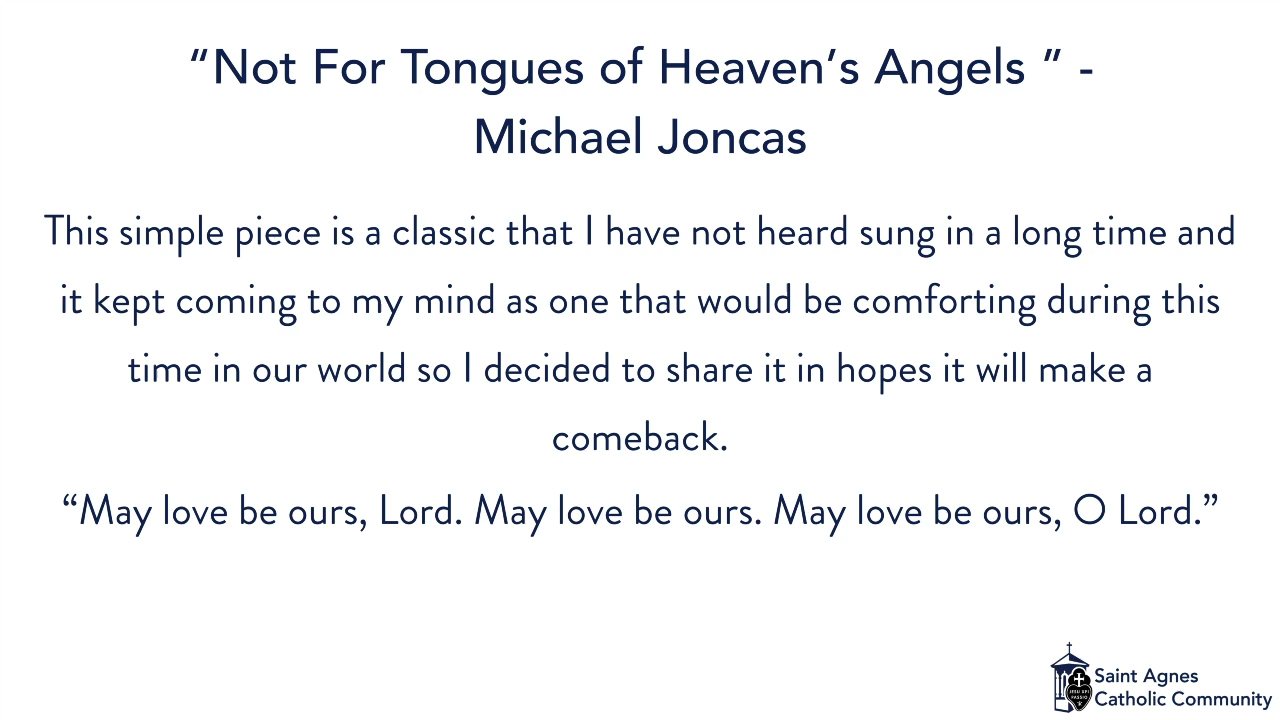 “Not For Tongues of Heaven’s Angels ” -
Michael Joncas
This simple piece is a classic that I have not heard sung in a long time and
it kept coming to my mind as one that would be comforting during this
time in our world so I decided to share it in hopes it will make a
comeback.
“May love be ours, Lord. May love be ours. May love be ours, O Lord.”
JESU XPI
PASSIO
Saint Agnes
Catholic Community